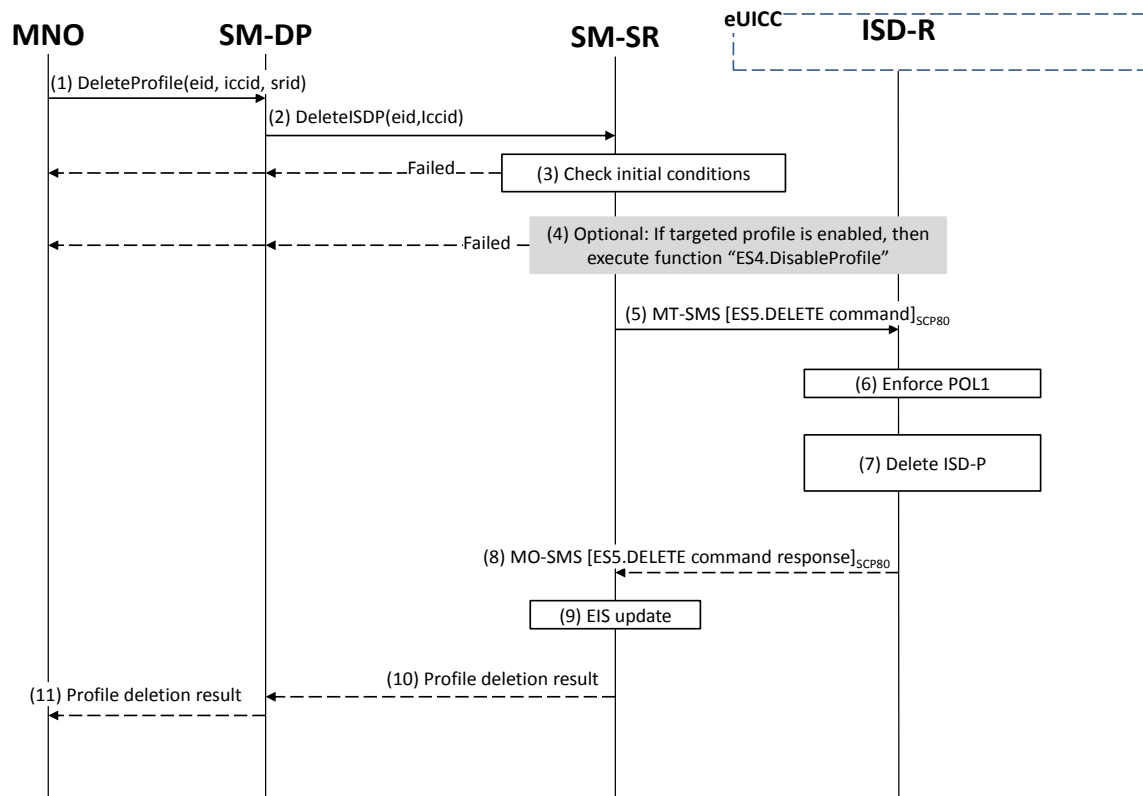 eUICC
MNO SM-DP SM-SR ISD-R
(1) DeleteProfile(eid, iccid, srid)
(2) DeleteISDP(eid,Iccid)
Failed
(3) Check initial conditions
Failed
(4) Optional: If targeted profile is enabled, then
execute function “ES4.DisableProfile”
(5) MT-SMS [ES5.DELETE command]SCP80
(6) Enforce POL1
(7) Delete ISD-P
(8) MO-SMS [ES5.DELETE command response]SCP80
(9) EIS update
(10) Profile deletion result
(11) Profile deletion result